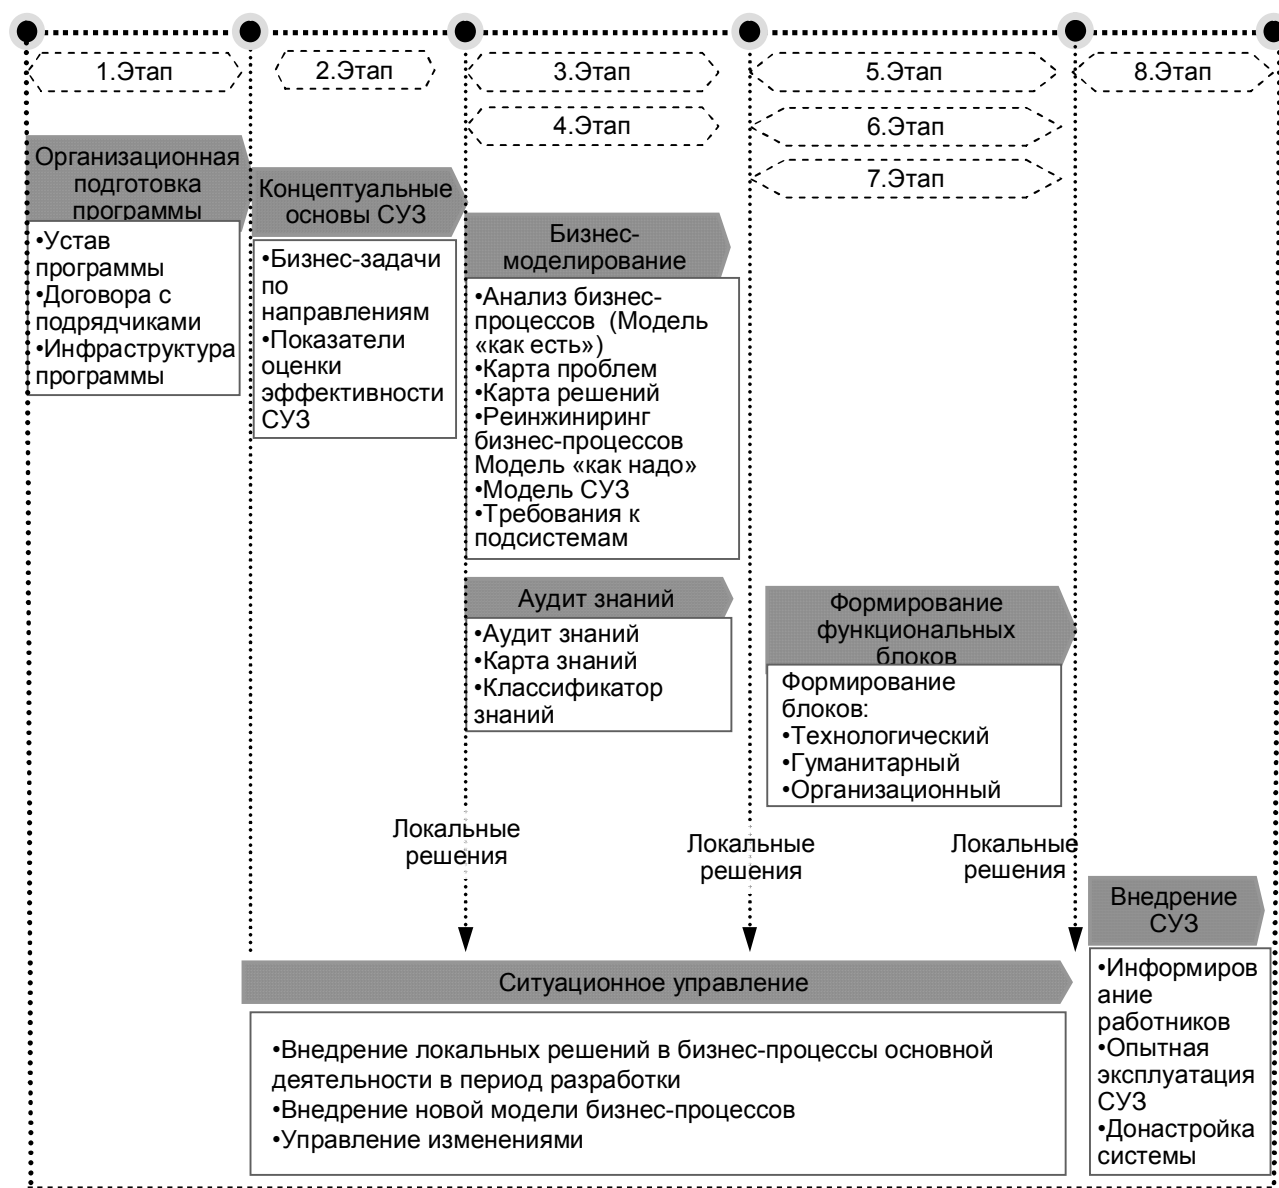 1.Этап
2.Этап
3.Этап
5.Этап
8.Этап
4.Этап
6.Этап
7.Этап
Организационная
подготовка
программы
•Устав
программы
•Договора с
подрядчиками
•Инфраструктура
программы
Концептуальные
основы СУЗ
•Бизнес-задачи
по
направлениям
•Показатели
оценки
эффективности
СУЗ
Бизнес-
моделирование
•Анализ бизнес-
процессов (Модель
«как есть»)
•Карта проблем
•Карта решений
•Реинжиниринг
бизнес-процессов
Модель «как надо»
•Модель СУЗ
•Требования к
подсистемам
Аудит знаний
•Аудит знаний
•Карта знаний
•Классификатор
знаний
Формирование
функциональных
блоков
Формирование
блоков:
•Технологический
•Гуманитарный
•Организационный
Локальные
решения
Локальные
решения
Локальные
решения
Внедрение
СУЗ
•Информиров
ание
работников
•Опытная
эксплуатация
СУЗ
•Донастройка
системы
Ситуационное управление
•Внедрение локальных решений в бизнес-процессы основной
деятельности в период разработки
•Внедрение новой модели бизнес-процессов
•Управление изменениями